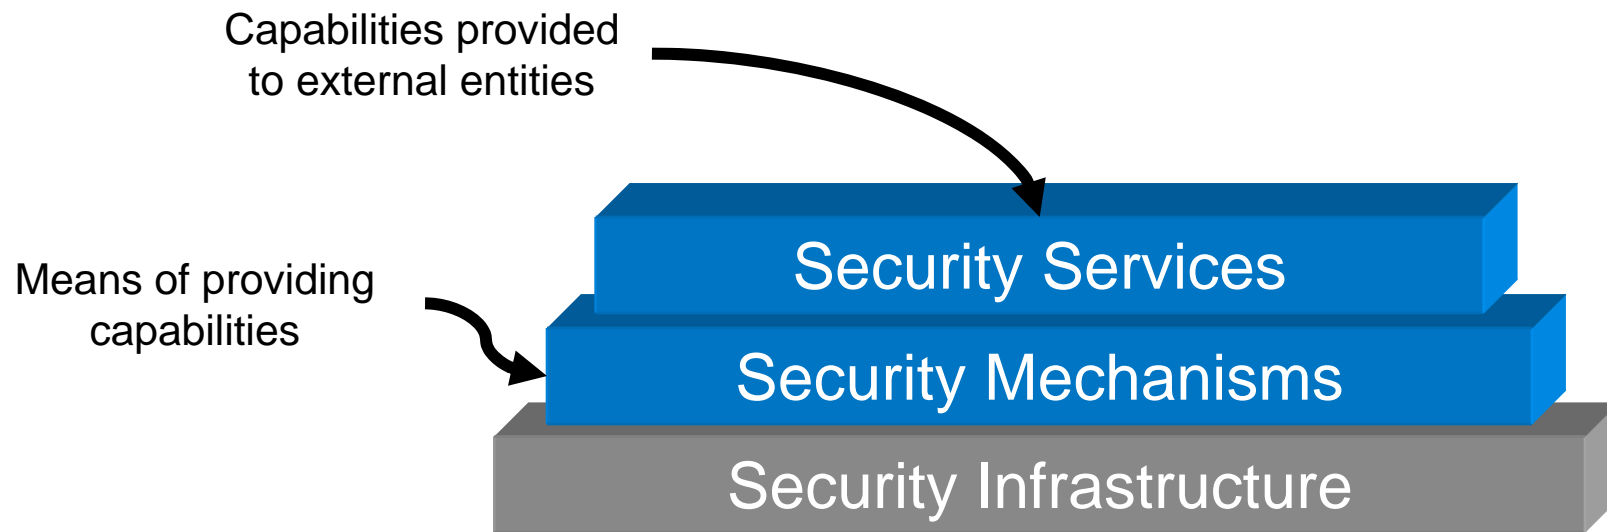 Capabilities provided
to external entities
Security Services
Means of providing
capabilities
Security Mechanisms
Security Infrastructure